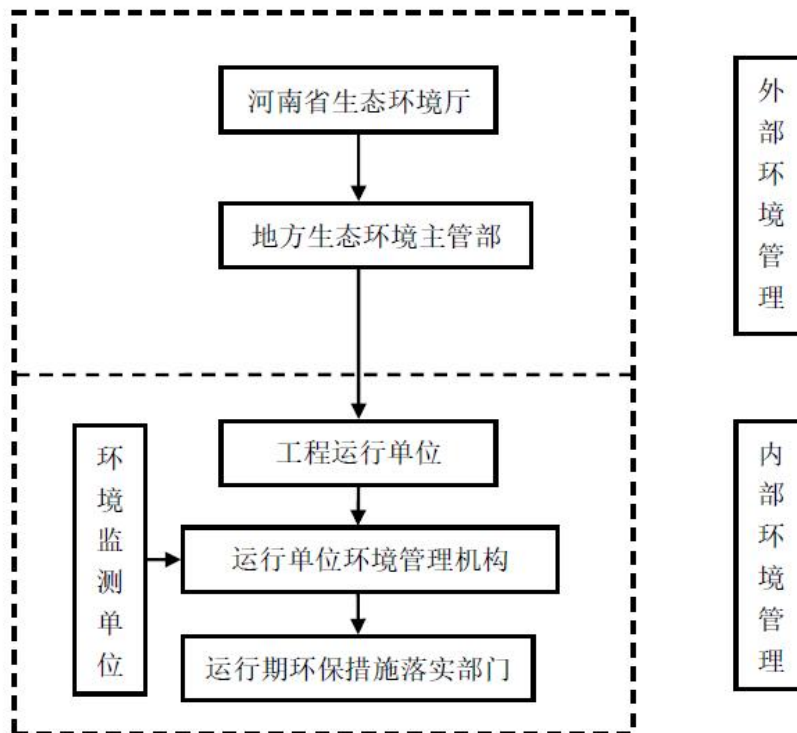 河南省生态环境厅
地方生态环境主管部
外部环境管理
工程运行单位
环境监测单位
运行单位环境管理机构
运行期环保措施落实部门
内部环境管理